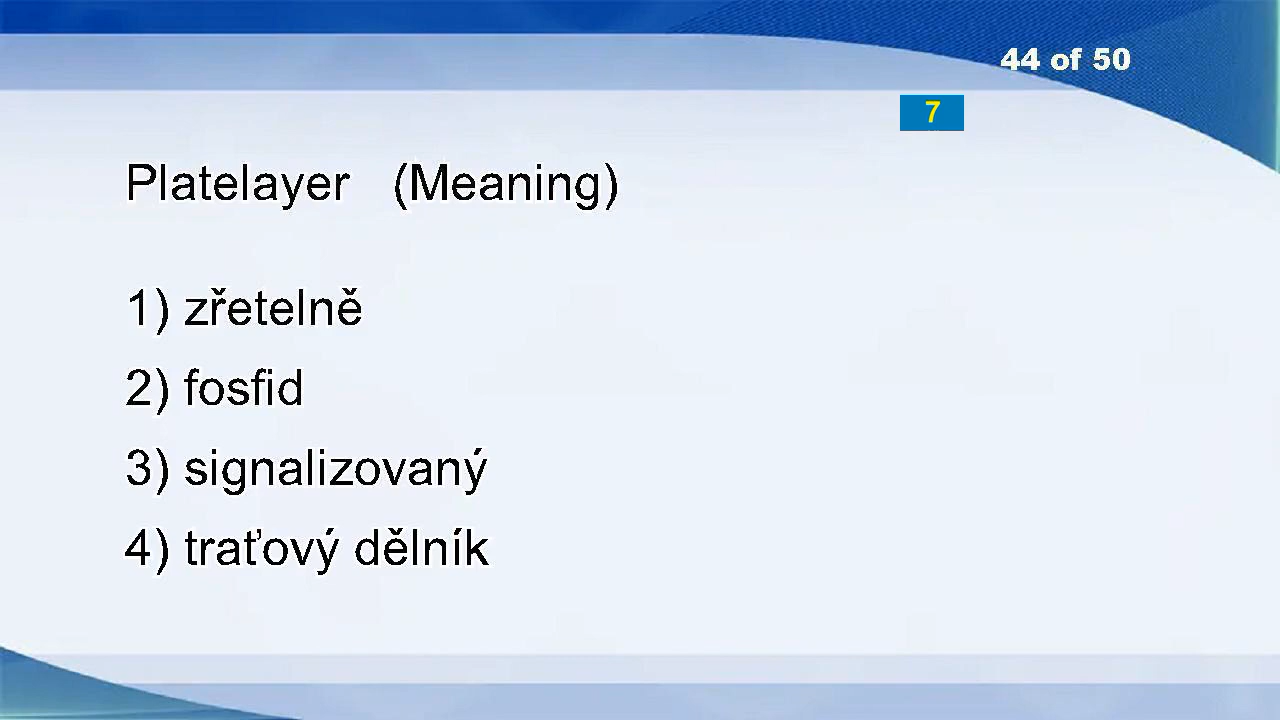 44 of 50
7
Platelayer (Meaning)
1) zřetelně
2) fosfid
3) signalizovaný
4) traťový dělník